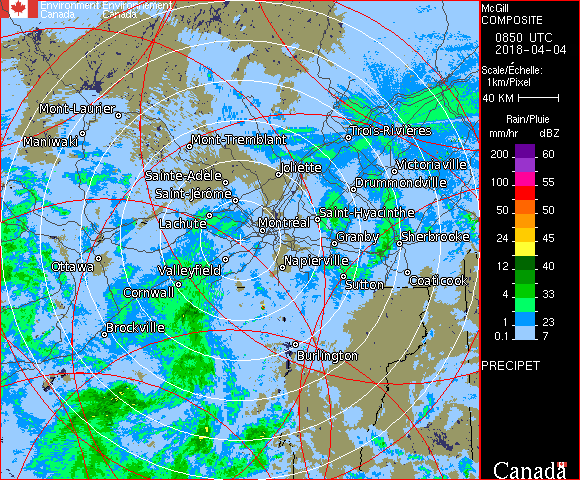 Environment Environnement
Canada Canada
McGill
COMPOSITE
0850 UTC
2018-04-04
Scale/Échelle:
1km/Pixel
40 KM
Rain/Pluie
mm/hr dBZ
200 60
100 55
50 50
24 45
12 40
8 35
4 33
1 23
0.1 7
PRECIPET
Canada
Mont-Laurier
Maniwaki
Mont-Tremblant
Trois-Rivières
Joliette
Victoriaville
Sainte-Adèle
Drummondville
Saint-Jérôme
Saint-Hyacinthe
Lachute
Montréal
Granby
Sherbrooke
Ottawa
Valleyfield
Napierville
Coaticook
Sutton
Cornwall
Brockville
Burlington